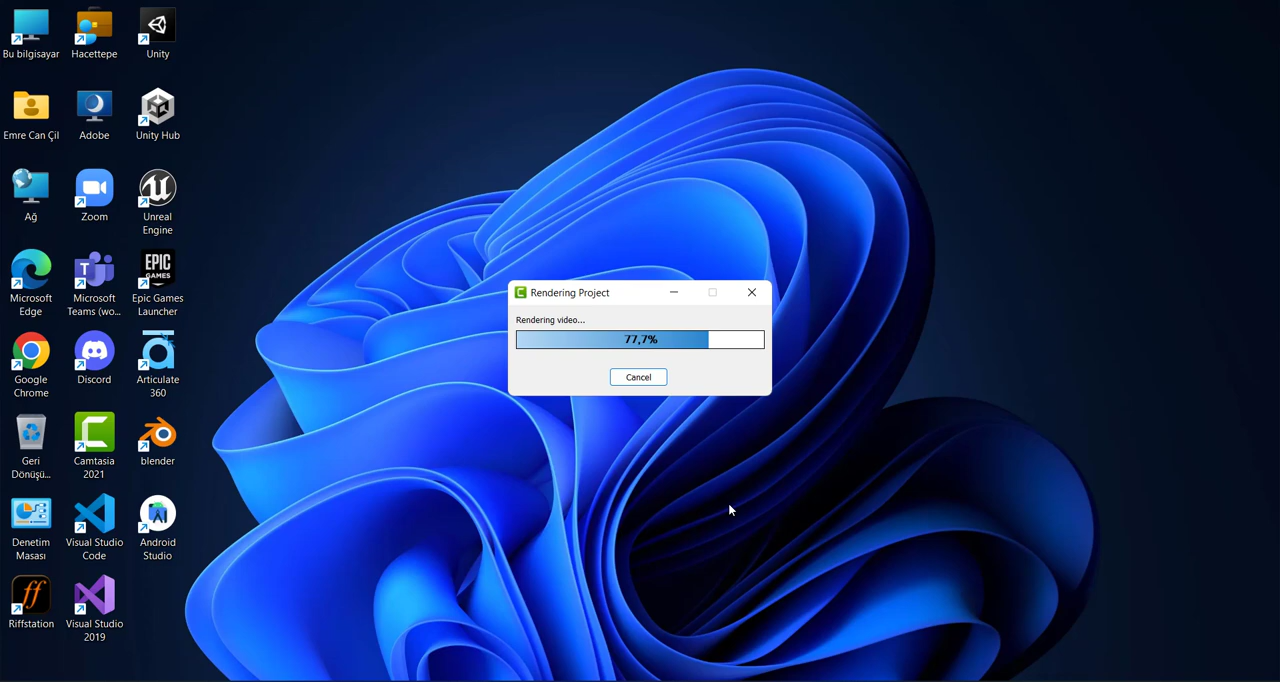 Bu bilgisayar
Hacettepe
Unity
Emre Can Çil
Adobe
Unity Hub
Ağ
Zoom
Unreal
Engine
EPIC
GAMES
Microsoft
Edge
Microsoft
Teams (wo...
Epic Games
Launcher
Google
Chrome
Discord
Articulate
360
Geri
Dönüşü...
Camtasia
2021
blender
Denetim
Masası
Visual Studio
Code
Android
Studio
ff
Riffstation
Visual Studio
2019
Rendering Project
Rendering video...
77,7%
Cancel